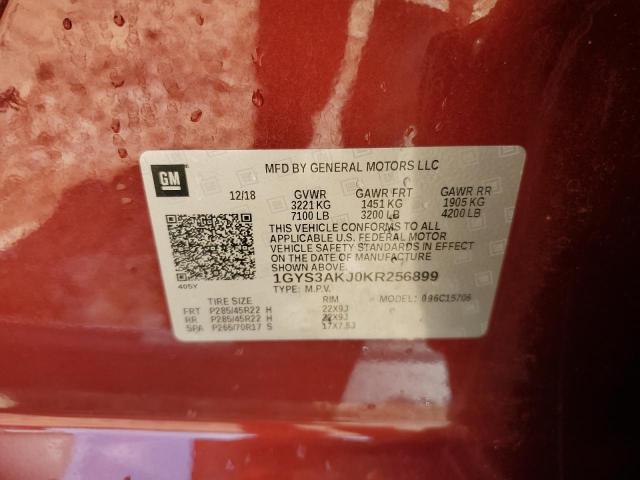 GM
MFD BY GENERAL MOTORS LLC
12/18 GVWR GAWR FRT GAWR RR
3221 KG 1451 KG 1905 KG
7100 LB 3200 LB 4200 LB
THIS VEHICLE CONFORMS TO ALL
APPLICABLE U.S. FEDERAL MOTOR
VEHICLE SAFETY STANDARDS IN EFFECT
ON THE DATE OF MANUFACTURE
SHOWN ABOVE.
1GYS3AKJ0KR256899
405Y
TYPE: M.P.V.
TIRE SIZE RIM MODEL: C15706
FRT P285/45R22 H 22X9J
RR P285/45R22 H 22X9J
SPA P265/70R17 S 17X7.5J